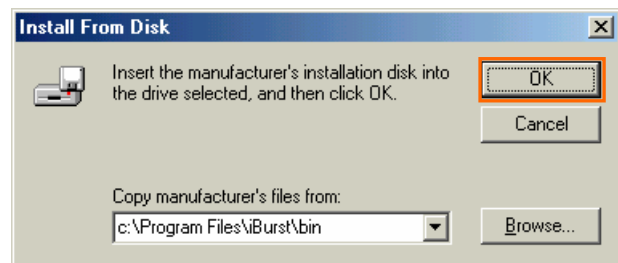 Install From Disk
Insert the manufacturer's installation disk into
the drive selected, and then click OK.
OK
Cancel
Copy manufacturer's files from:
c:\Program Files\iBurst\bin
Browse...